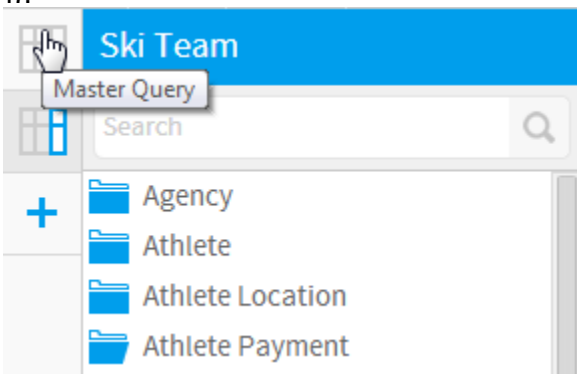 Ski Team
Master Query
Search
Agency
Athlete
Athlete Location
Athlete Payment